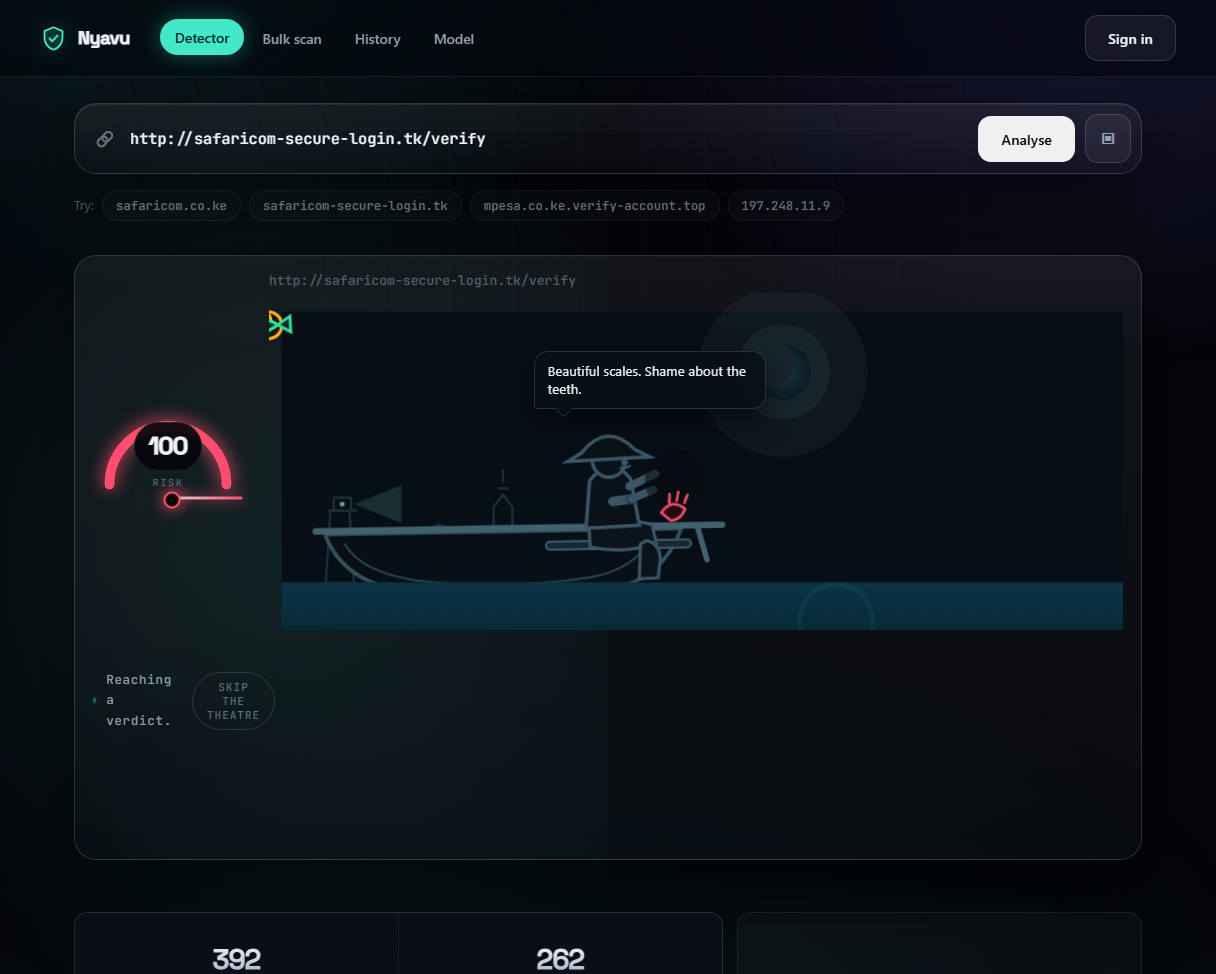 Nyavu
Detector
Bulk scan
History
Model
Sign in
http://safaricom-secure-login.tk/verify
Analyse
Try:
safaricom.co.ke
safaricom-secure-login.tk
mpesa.co.ke.verify-account.top
197.248.11.9
http://safaricom-secure-login.tk/verify
Beautiful scales. Shame about the
teeth.
100
RISK
Reaching
a
verdict.
SKIP
THE
THEATRE
392
262